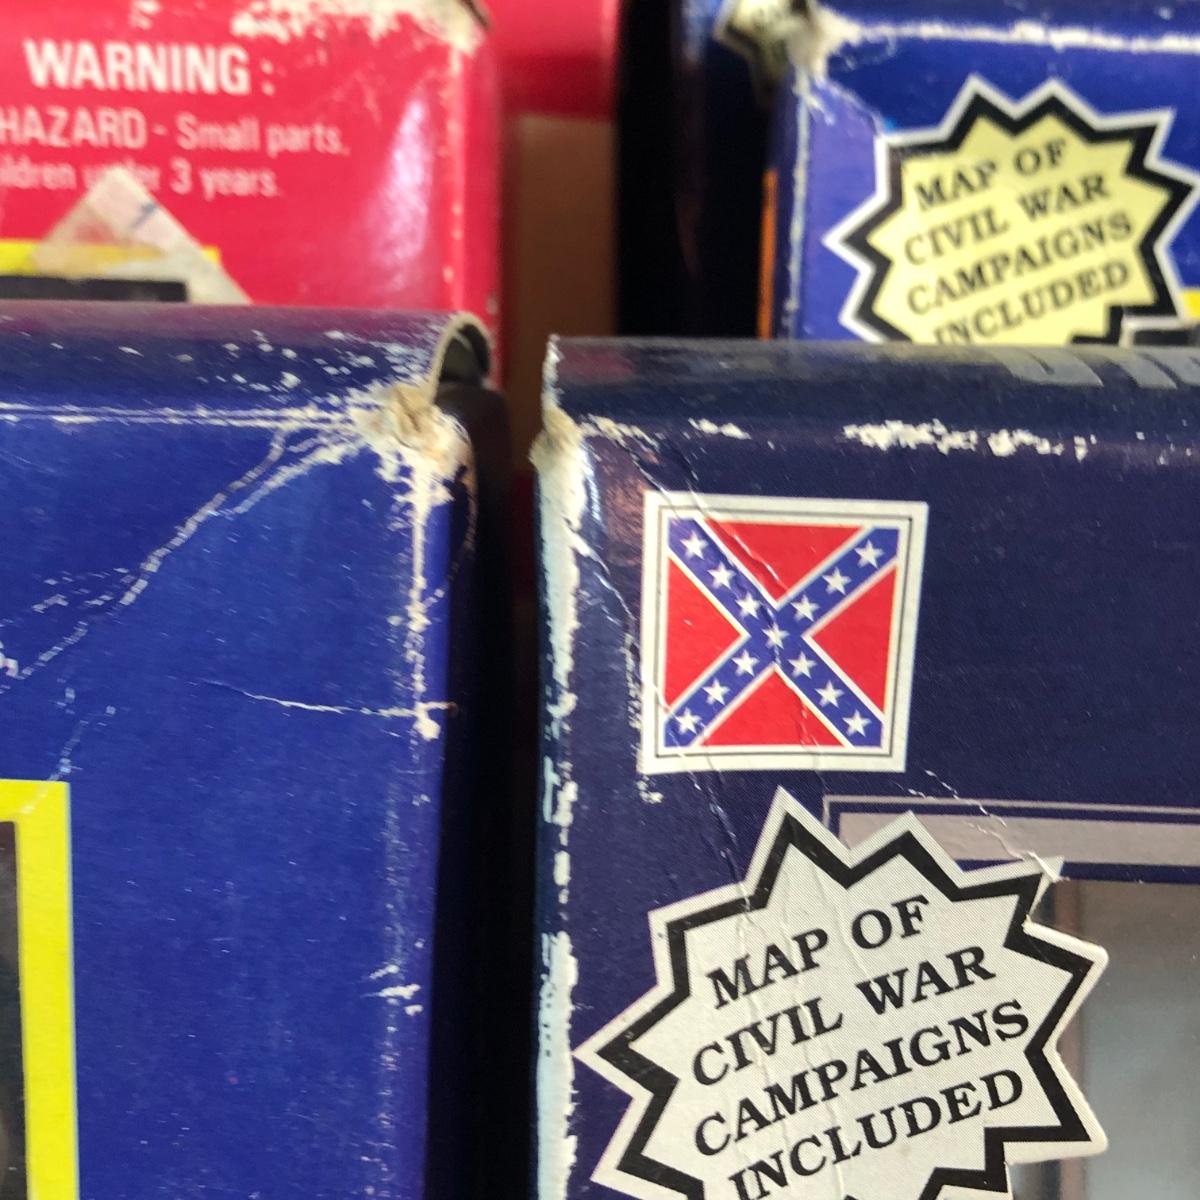 WARNING:
HAZARD - Small parts.
3 years.
MAP OF
CIVIL WAR
CAMPAIGNS
INCLUDED
MAP OF
CIVIL WAR
CAMPAIGNS
INCLUDED